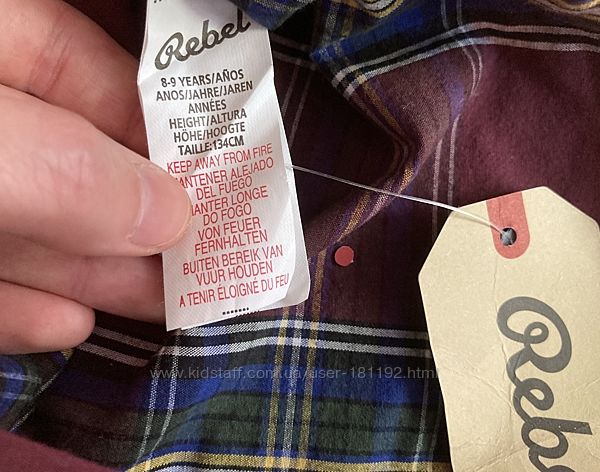 Rebel
8-9 YEARS/AÑOS
ANOS/JAHRE/JAREN
ANNÉES
HEIGHT/ALTURA
HÖHE/HOOGTE
TAILLE:134CM
KEEP AWAY FROM FIRE
MANTENER ALEJADO
DEL FUEGO
MANTER LONGE
DO FOGO
VON FEUER
FERNHALTEN
BUITEN BEREIK VAN
VUUR HOUDEN
A TENIR ÉLOIGNÉ DU FEU
Rebel
www.kidstaff.com.ua/user-181192.html